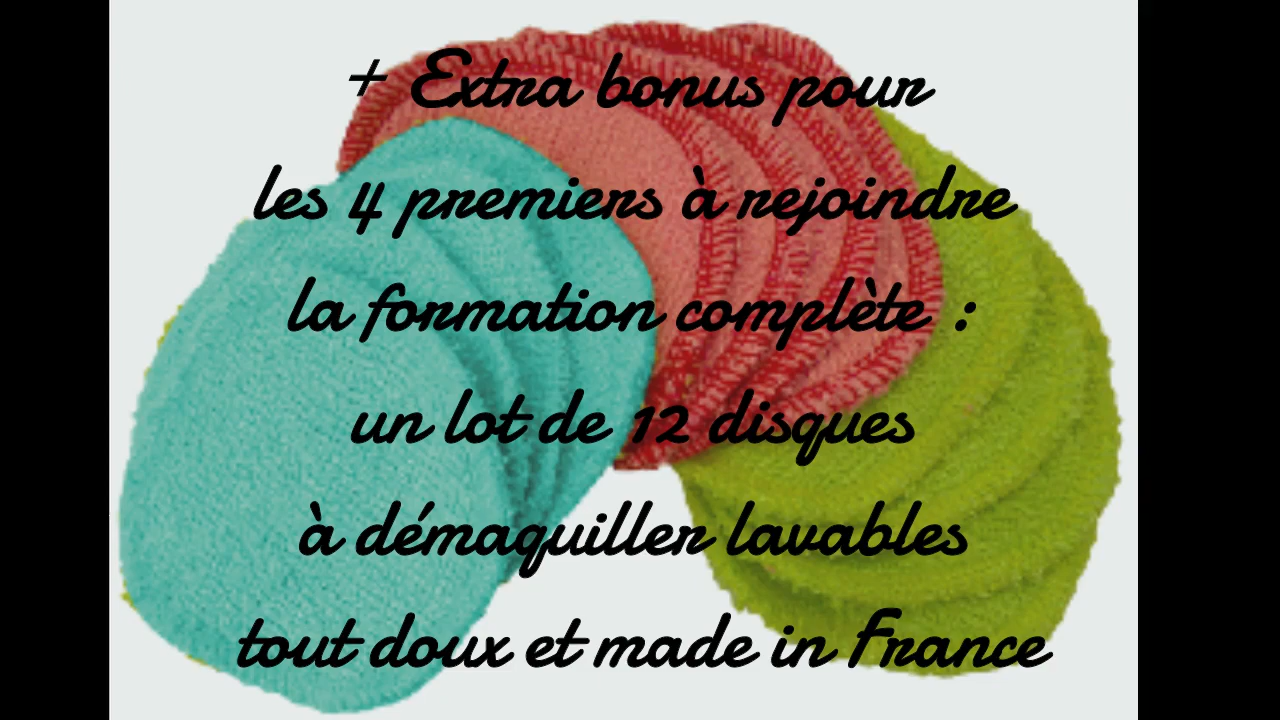 + Extra bonus pour
les 4 premiers à rejoindre
la formation complète :
un lot de 12 disques
à démaquiller lavables
tout doux et made in France